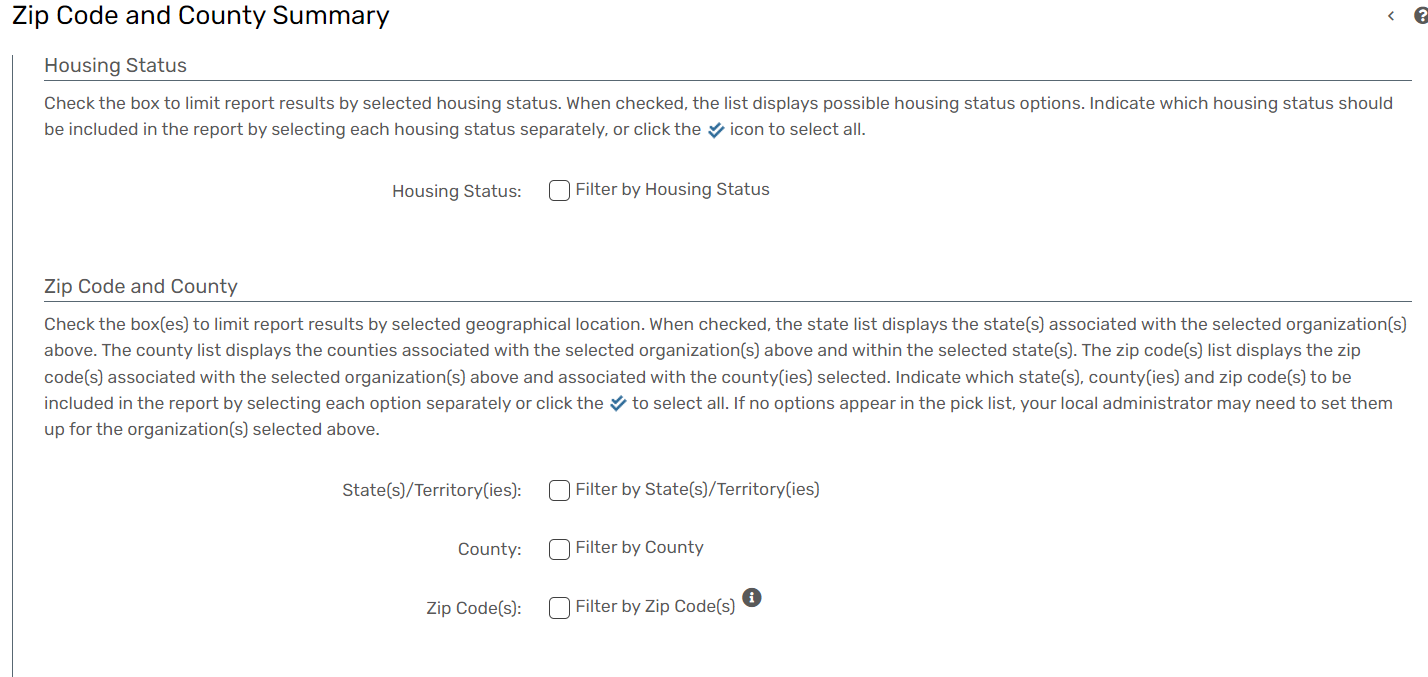 Zip Code and County Summary
Housing Status
Check the box to limit report results by selected housing status. When checked, the list displays possible housing status options. Indicate which housing status should
be included in the report by selecting each housing status separately, or click the icon to select all.
Housing Status: Filter by Housing Status
Zip Code and County
Check the box(es) to limit report results by selected geographical location. When checked, the state list displays the state(s) associated with the selected organization(s)
above. The county list displays the counties associated with the selected organization(s) above and within the selected state(s). The zip code(s) list displays the zip
code(s) associated with the selected organization(s) above and associated with the county(ies) selected. Indicate which state(s), county(ies) and zip code(s) to be
included in the report by selecting each option separately or click the to select all. If no options appear in the pick list, your local administrator may need to set them
up for the organization(s) selected above.
State(s)/Territory(ies): Filter by State(s)/Territory(ies)
County: Filter by County
Zip Code(s): Filter by Zip Code(s)